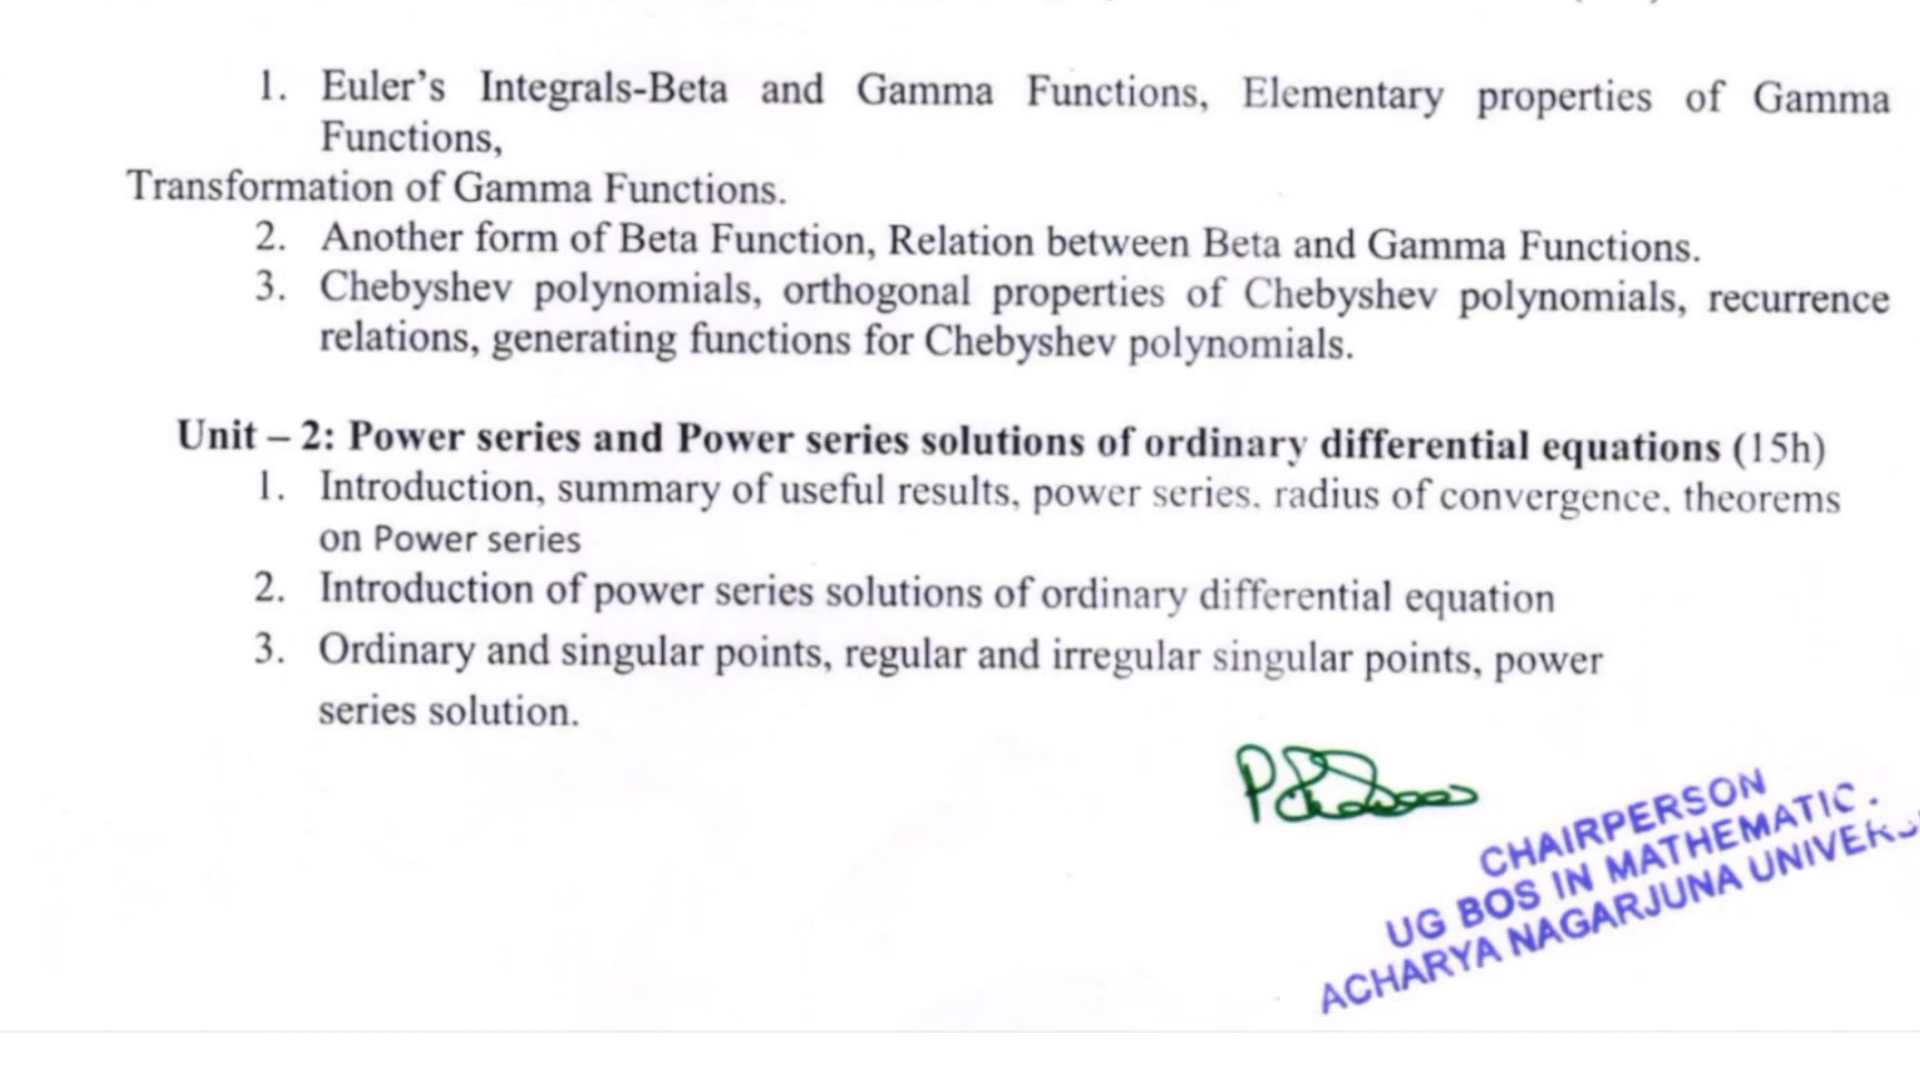 1. Euler’s Integrals-Beta and Gamma Functions, Elementary properties of Gamma
Functions,
Transformation of Gamma Functions.
2. Another form of Beta Function, Relation between Beta and Gamma Functions.
3. Chebyshev polynomials, orthogonal properties of Chebyshev polynomials, recurrence
relations, generating functions for Chebyshev polynomials.
Unit – 2: Power series and Power series solutions of ordinary differential equations (15h)
1. Introduction, summary of useful results, power series. radius of convergence. theorems
on Power series
2. Introduction of power series solutions of ordinary differential equation
3. Ordinary and singular points, regular and irregular singular points, power
series solution.
CHAIRPERSON
UG BOS IN MATHEMATIC
ACHARYA NAGARJUNA UNIVER